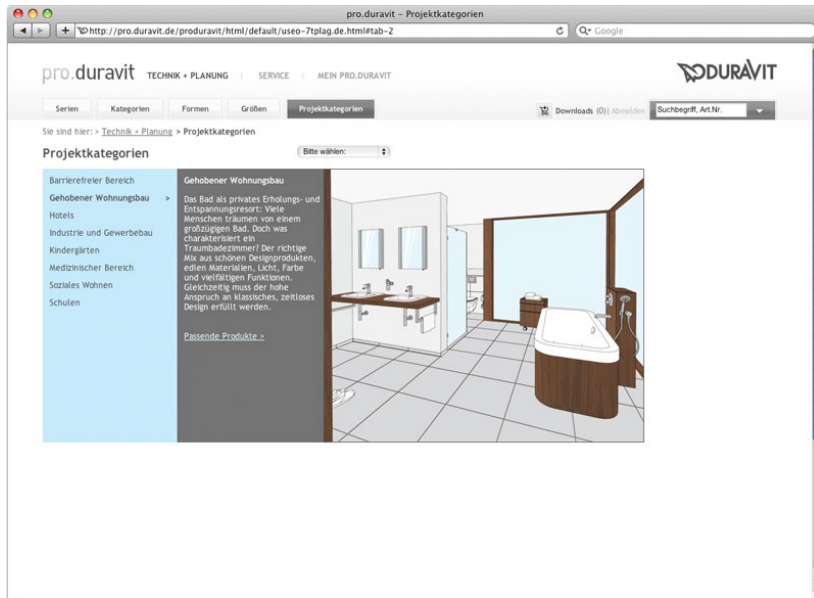 pro.duravit – Projektkategorien
http://pro.duravit.de/produravit/html/default/useo-7tplag.de.html#tab-2
Google
pro.duravit TECHNIK + PLANUNG | SERVICE | MEIN PRO.DURAVIT
DURAVIT
Serien Kategorien Formen Größen Projektkategorien
Downloads (0) | Abmelden Suchbegriff, Art.Nr.
Sie sind hier: > Technik + Planung > Projektkategorien
Projektkategorien
Bitte wählen:
Barrierefreier Bereich
Gehobener Wohnungsbau >
Hotels
Industrie und Gewerbebau
Kindergärten
Medizinischer Bereich
Soziales Wohnen
Schulen
Gehobener Wohnungsbau
Das Bad als privates Erholungs- und
Entspannungsresort: Viele
Menschen träumen von einem
großzügigen Bad. Doch was
charakterisiert ein
Traumbadezimmer? Der richtige
Mix aus schönen Designprodukten,
edlen Materialien, Licht, Farbe
und vielfältigen Funktionen.
Gleichzeitig muss der hohe
Anspruch an klassisches, zeitloses
Design erfüllt werden.
Passende Produkte >